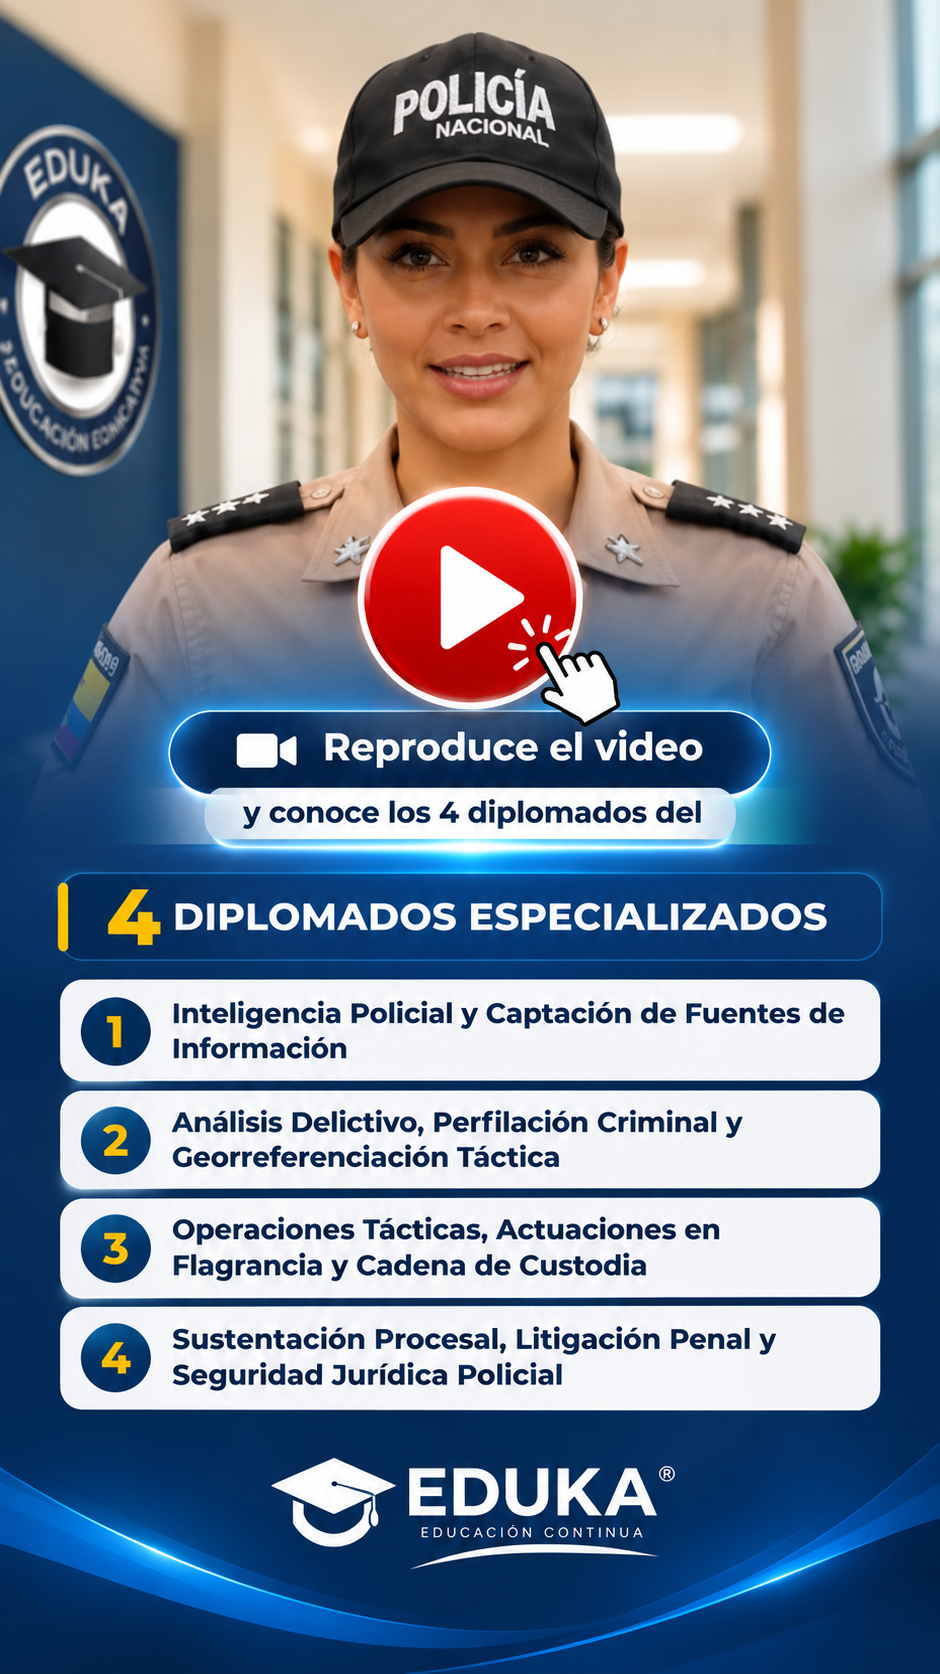 POLICÍA
NACIONAL
EDUKA
Reproduce el video
y conoce los 4 diplomados del
4 DIPLOMADOS ESPECIALIZADOS
1
Inteligencia Policial y Captación de Fuentes de
Información
2
Análisis Delictivo, Perfilación Criminal y
Georreferenciación Táctica
3
Operaciones Tácticas, Actuaciones en
Flagrancia y Cadena de Custodia
4
Sustentación Procesal, Litigación Penal y
Seguridad Jurídica Policial
EDUKA®
EDUCACIÓN CONTINUA